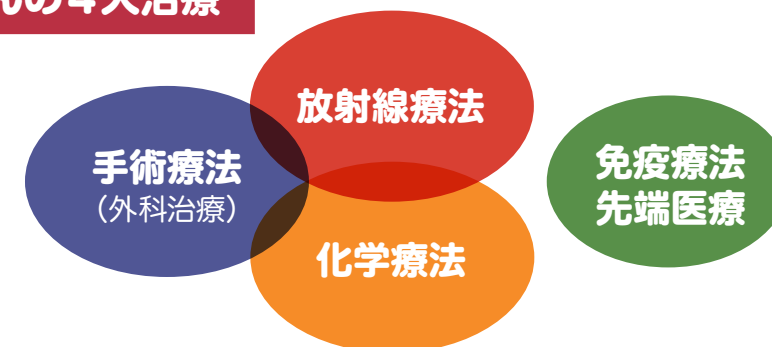 の4大治療
放射線療法
手術療法
（外科治療）
化学療法
免疫療法
先端医療